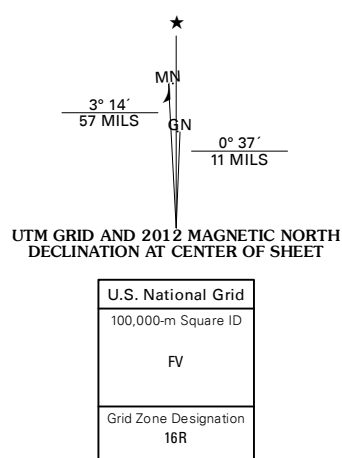 ★
MN
3° 14´
57 MILS
GN
0° 37´
11 MILS
UTM GRID AND 2012 MAGNETIC NORTH
DECLINATION AT CENTER OF SHEET
U.S. National Grid
100,000-m Square ID
FV
Grid Zone Designation
16R